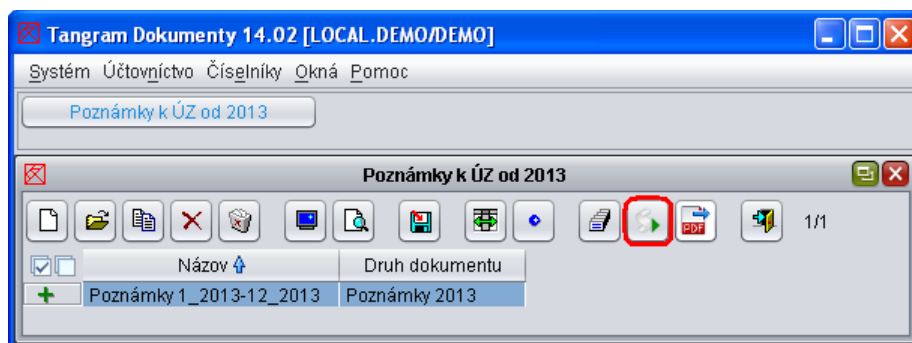 Tangram Dokumenty 14.02 [LOCAL.DEMO/DEMO]
Systém Účtovníctvo Číselníky Okná Pomoc
Poznámky k ÚZ od 2013
Poznámky k ÚZ od 2013
PDF 1/1
Názov Druh dokumentu
Poznámky 1_2013-12_2013 Poznámky 2013